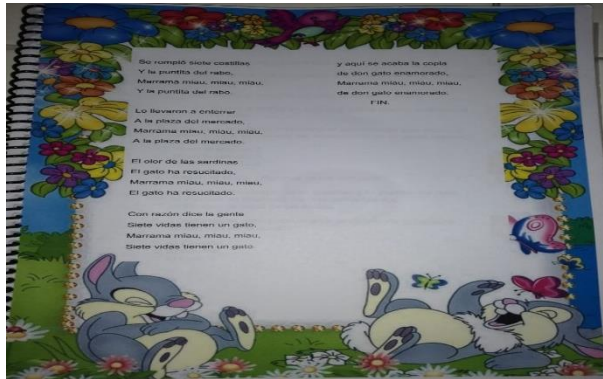 Se rumpió siete costillas
Y la puntita del rabo,
Marrama miau, miau, miau,
Y la puntita del rabo.
Lo llevaron a enterrar
A la plaza del mercado,
Marrama miau, miau, miau,
A la plaza del mercado.
El olor de las sardinas
El gato ha resucitado,
Marrama miau, miau, miau,
El gato ha resucitado.
Con razón dice la gente
Siete vidas tienen un gato,
Marrama miau, miau, miau,
Siete vidas tienen un gato
y aquí se acaba la copla
de don gato enamorado,
Marrama miau, miau, miau,
de don gato enamorado.
FIN.